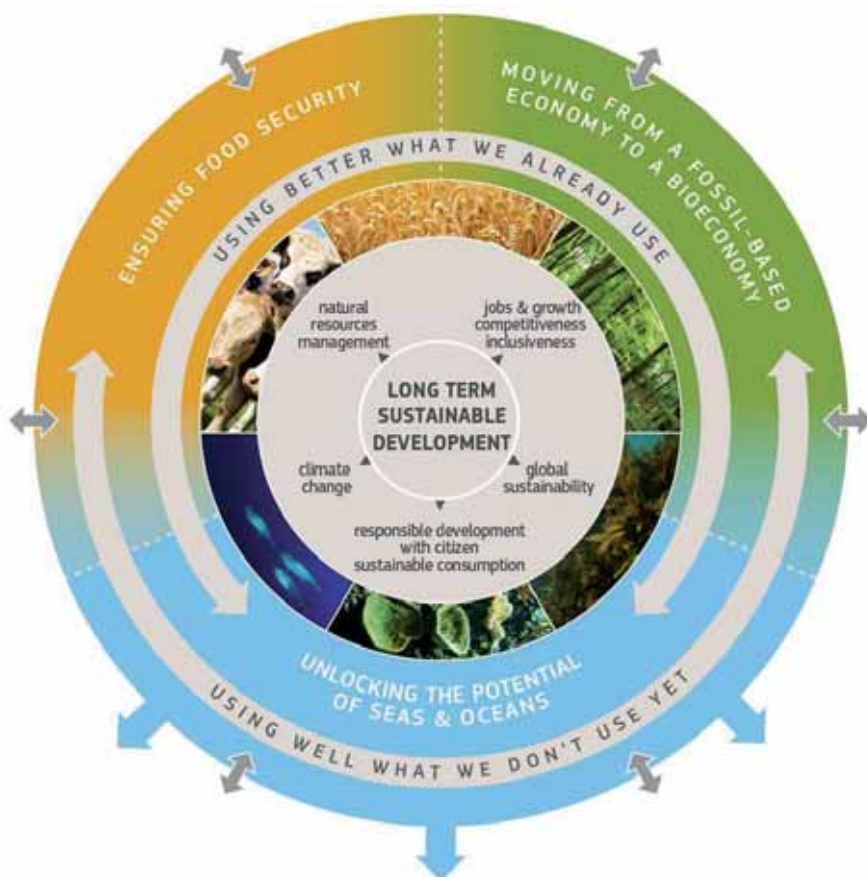 ENSURING FOOD SECURITY
MOVING FROM A FOSSIL-BASED
ECONOMY TO A BIOECONOMY
USING BETTER WHAT WE ALREADY USE
natural
resources
management
jobs & growth
competitiveness
inclusiveness
LONG TERM
SUSTAINABLE
DEVELOPMENT
climate
change
global
sustainability
responsible development
with citizen
sustainable consumption
UNLOCKING THE POTENTIAL
OF SEAS & OCEANS
USING WELL WHAT WE DON'T USE YET